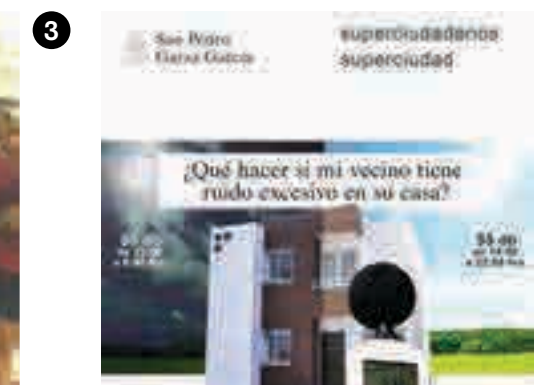 3
San Pedro
Garza García
superciudadanos
superciudad
¿Qué hacer si mi vecino tiene
ruido excesivo en su casa?